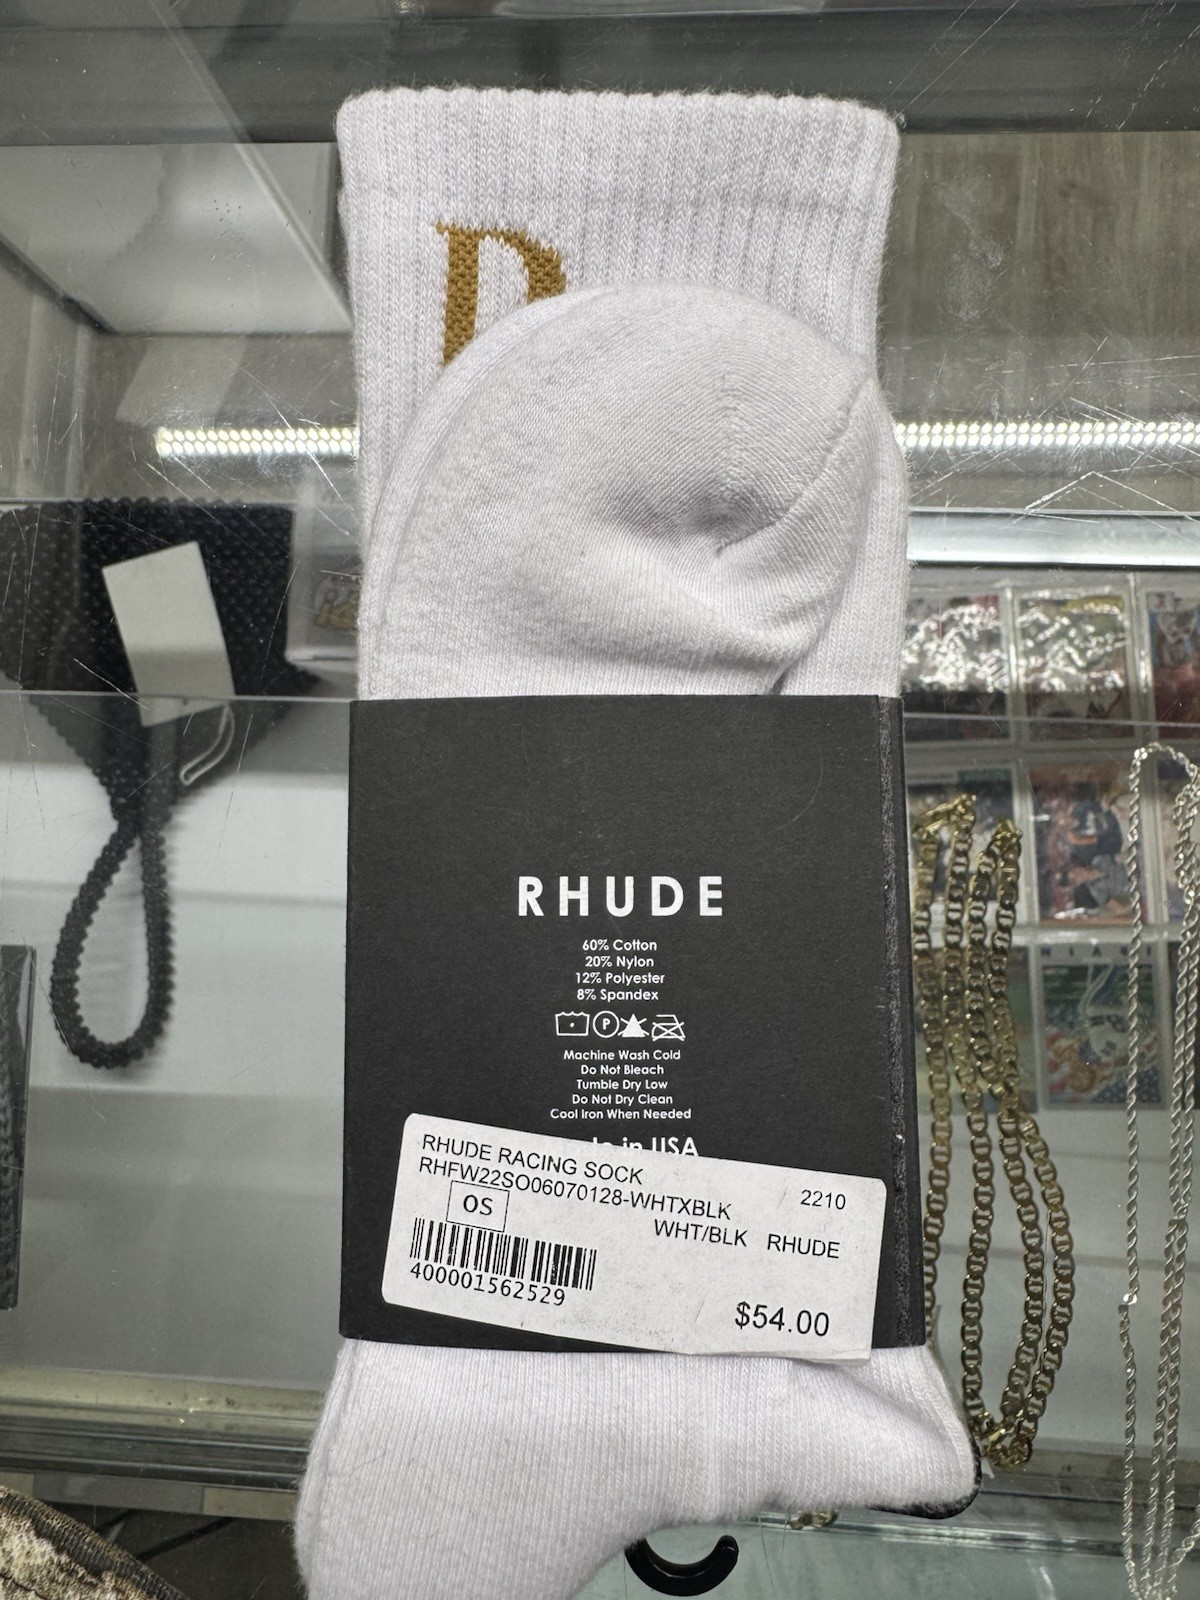 RHUDE
60% Cotton
20% Nylon
12% Polyester
8% Spandex
P
Machine Wash Cold
Do Not Bleach
Tumble Dry Low
Do Not Dry Clean
Cool Iron When Needed
in USA
RHUDE RACING SOCK 2210
RHFW22SO06070128-WHTXBLK
OS WHT/BLK RHUDE
400001562529
$54.00